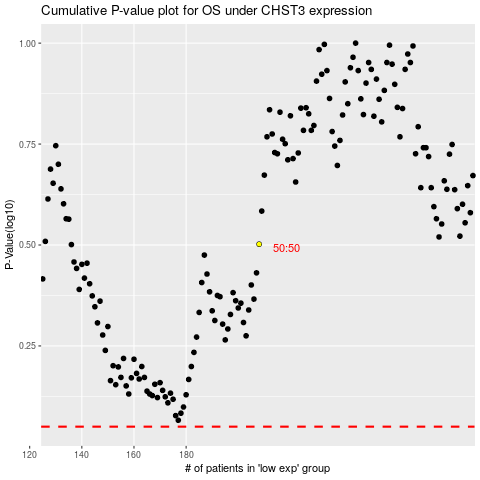 Cumulative P-value plot for OS under CHST3 expression
P-Value(log10)
1.00
0.75
0.50
0.25
50:50
120 140 160 180
# of patients in 'low exp' group